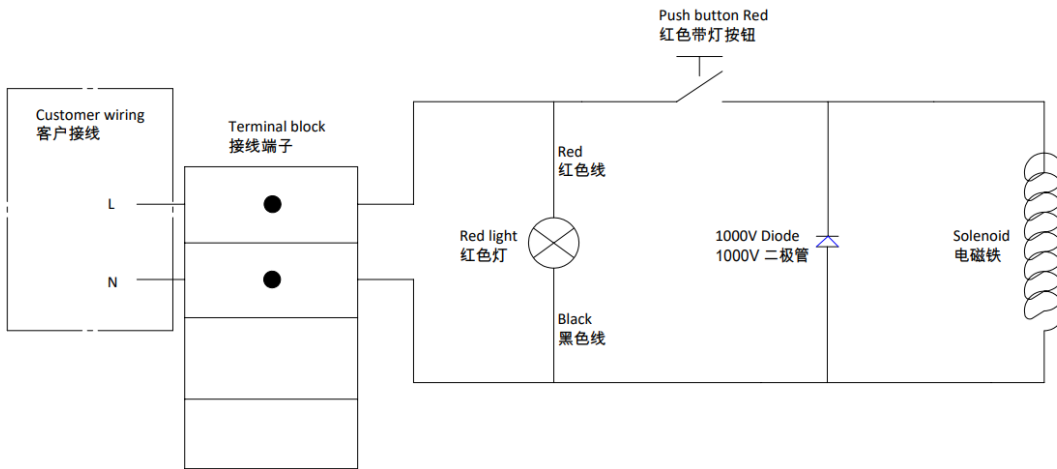 Push button Red
红色带灯按钮
Customer wiring
客户接线
Terminal block
接线端子
L
N
Red
红色线
Red light
红色灯
Black
黑色线
1000V Diode
1000V 二极管
Solenoid
电磁铁